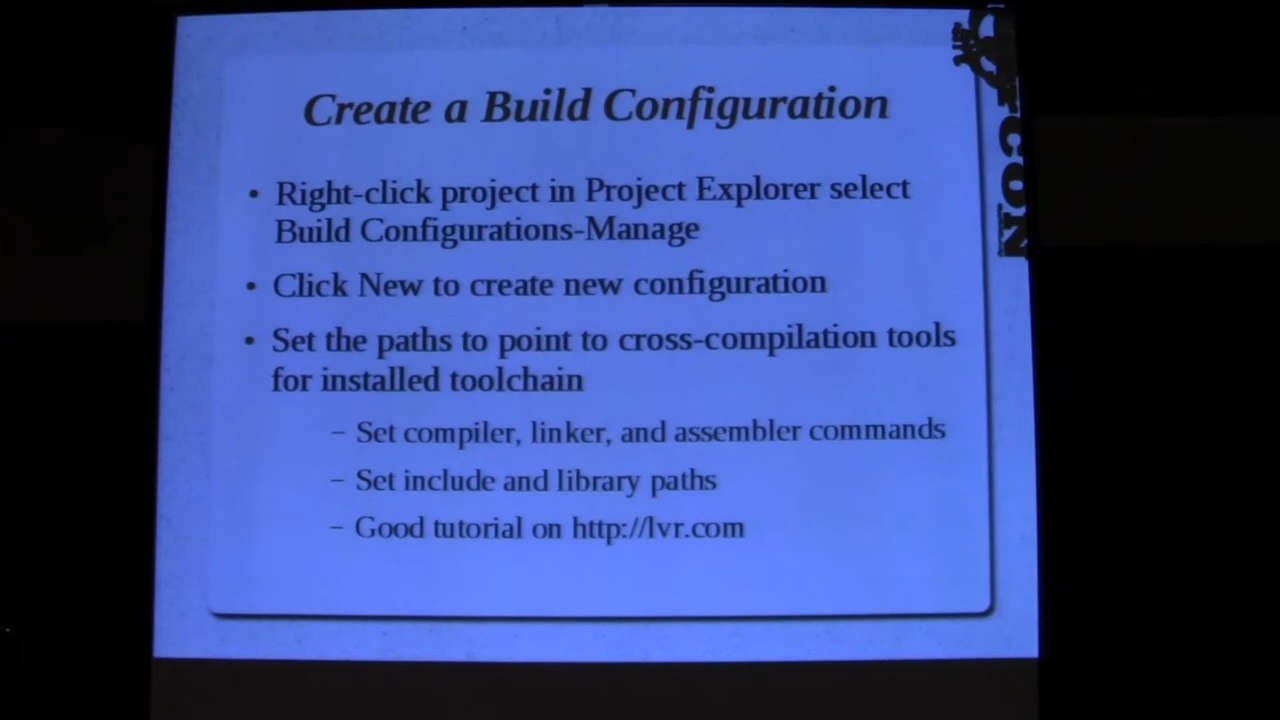 Create a Build Configuration
• Right-click project in Project Explorer select
Build Configurations-Manage
• Click New to create new configuration
• Set the paths to point to cross-compilation tools
for installed toolchain
– Set compiler, linker, and assembler commands
– Set include and library paths
– Good tutorial on http://lvr.com
CON